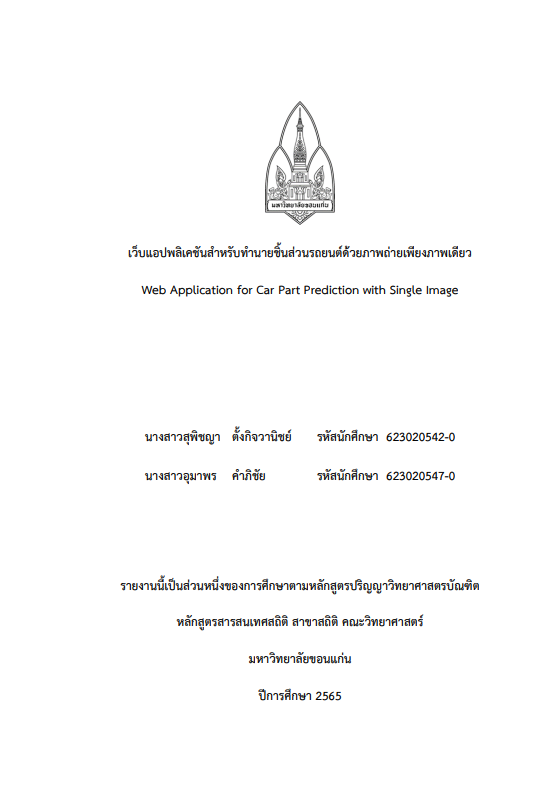 มหาวิทยาลัยขอนแก่น
เว็บแอปพลิเคชันสำหรับทำนายชิ้นส่วนรถยนต์ด้วยภาพถ่ายเพียงภาพเดียว
Web Application for Car Part Prediction with Single Image
นางสาวสุพิชญา ตั้งกิจวานิชย์ รหัสนักศึกษา 623020542-0
นางสาวอุมาพร คำภิชัย รหัสนักศึกษา 623020547-0
รายงานนี้เป็นส่วนหนึ่งของการศึกษาตามหลักสูตรปริญญาวิทยาศาสตรบัณฑิต
หลักสูตรสารสนเทศสถิติ สาขาสถิติ คณะวิทยาศาสตร์
มหาวิทยาลัยขอนแก่น
ปีการศึกษา 2565